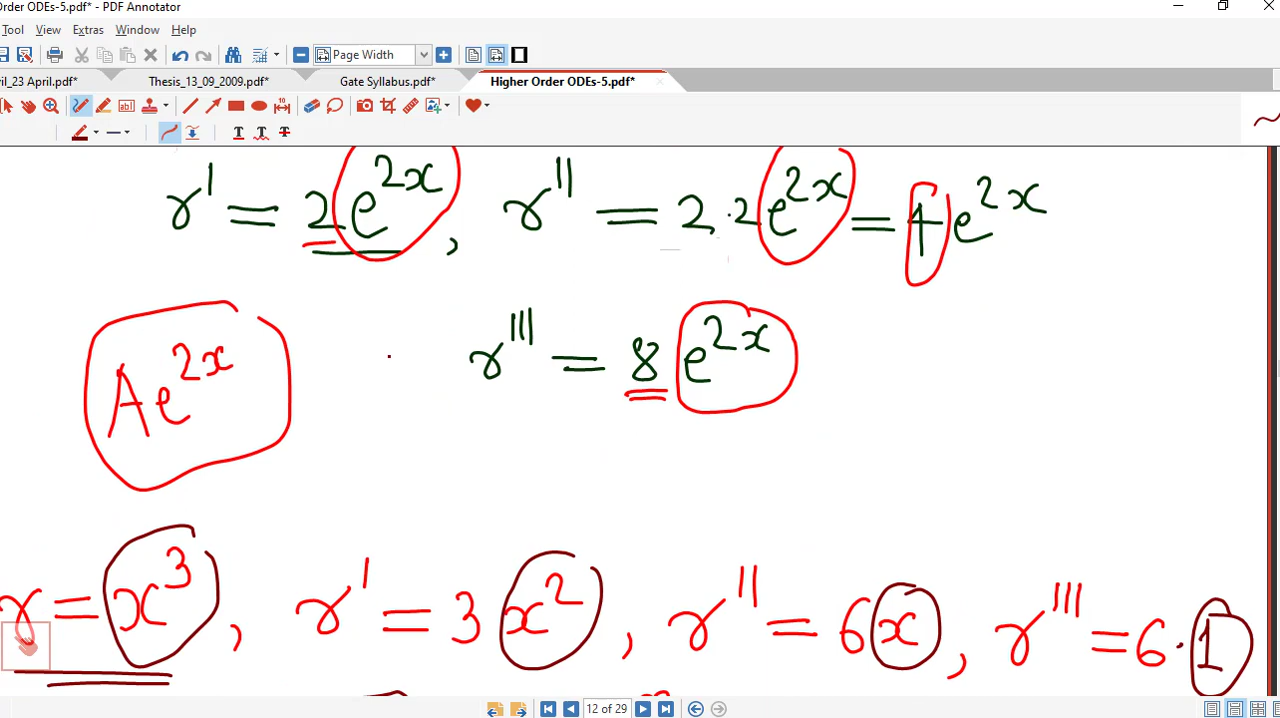 Order ODEs-5.pdf* - PDF Annotator
Tool View Extras Window Help
Page Width
23 April.pdf* Thesis_13_09_2009.pdf* Gate Syllabus.pdf* Higher Order ODEs-5.pdf*
r' = 2e^{2x}, r'' = 2·2e^{2x} = 4e^{2x}
r''' = 8e^{2x}
Ae^{2x}
r = x^3, r' = 3x^2, r'' = 6x, r''' = 6·1
12 of 29